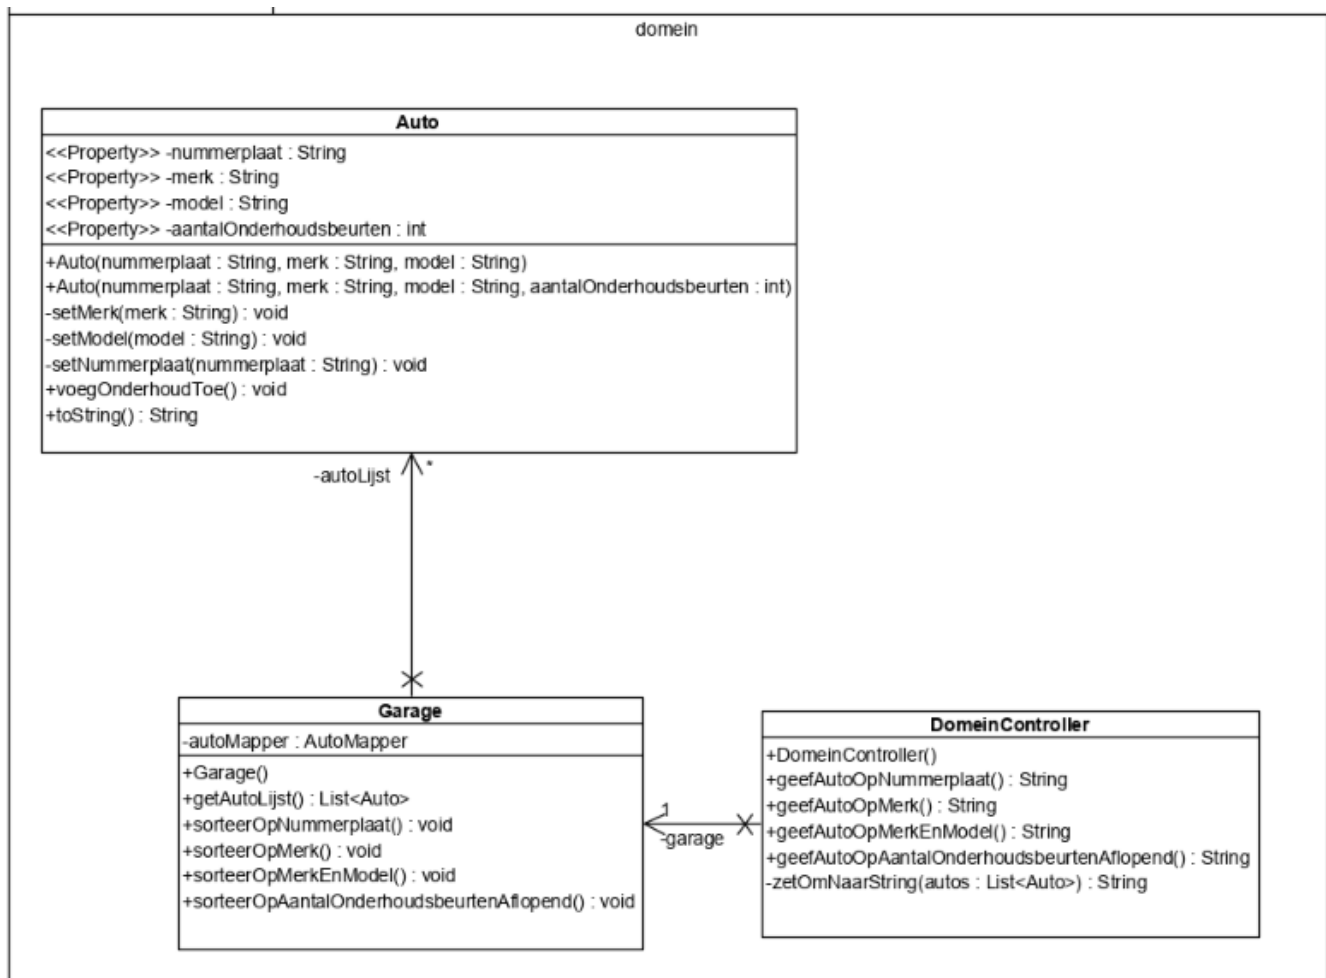 domein
Auto
<<Property>> -nummerplaat : String
<<Property>> -merk : String
<<Property>> -model : String
<<Property>> -aantalOnderhoudsbeurten : int
+Auto(nummerplaat : String, merk : String, model : String)
+Auto(nummerplaat : String, merk : String, model : String, aantalOnderhoudsbeurten : int)
-setMerk(merk : String) : void
-setModel(model : String) : void
-setNummerplaat(nummerplaat : String) : void
+voegOnderhoudToe() : void
+toString() : String
-autoLijst
*
Garage
-autoMapper : AutoMapper
+Garage()
+getAutoLijst() : List<Auto>
+sorteerOpNummerplaat() : void
+sorteerOpMerk() : void
+sorteerOpMerkEnModel() : void
+sorteerOpAantalOnderhoudsbeurtenAflopend() : void
1
-garage
DomeinController
+DomeinController()
+geefAutoOpNummerplaat() : String
+geefAutoOpMerk() : String
+geefAutoOpMerkEnModel() : String
+geefAutoOpAantalOnderhoudsbeurtenAflopend() : String
-zetOmNaarString(autos : List<Auto>) : String